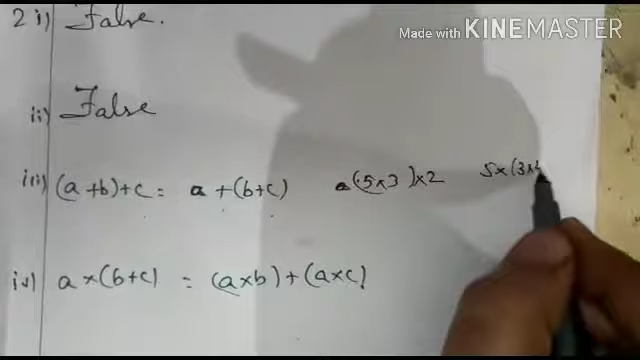 Made with KINEMASTER
2 i) False.
ii) False
iii) (a+b)+c = a+(b+c) (5×3)×2 5×(3×
iv) a×(b+c) = (a×b)+(a×c)